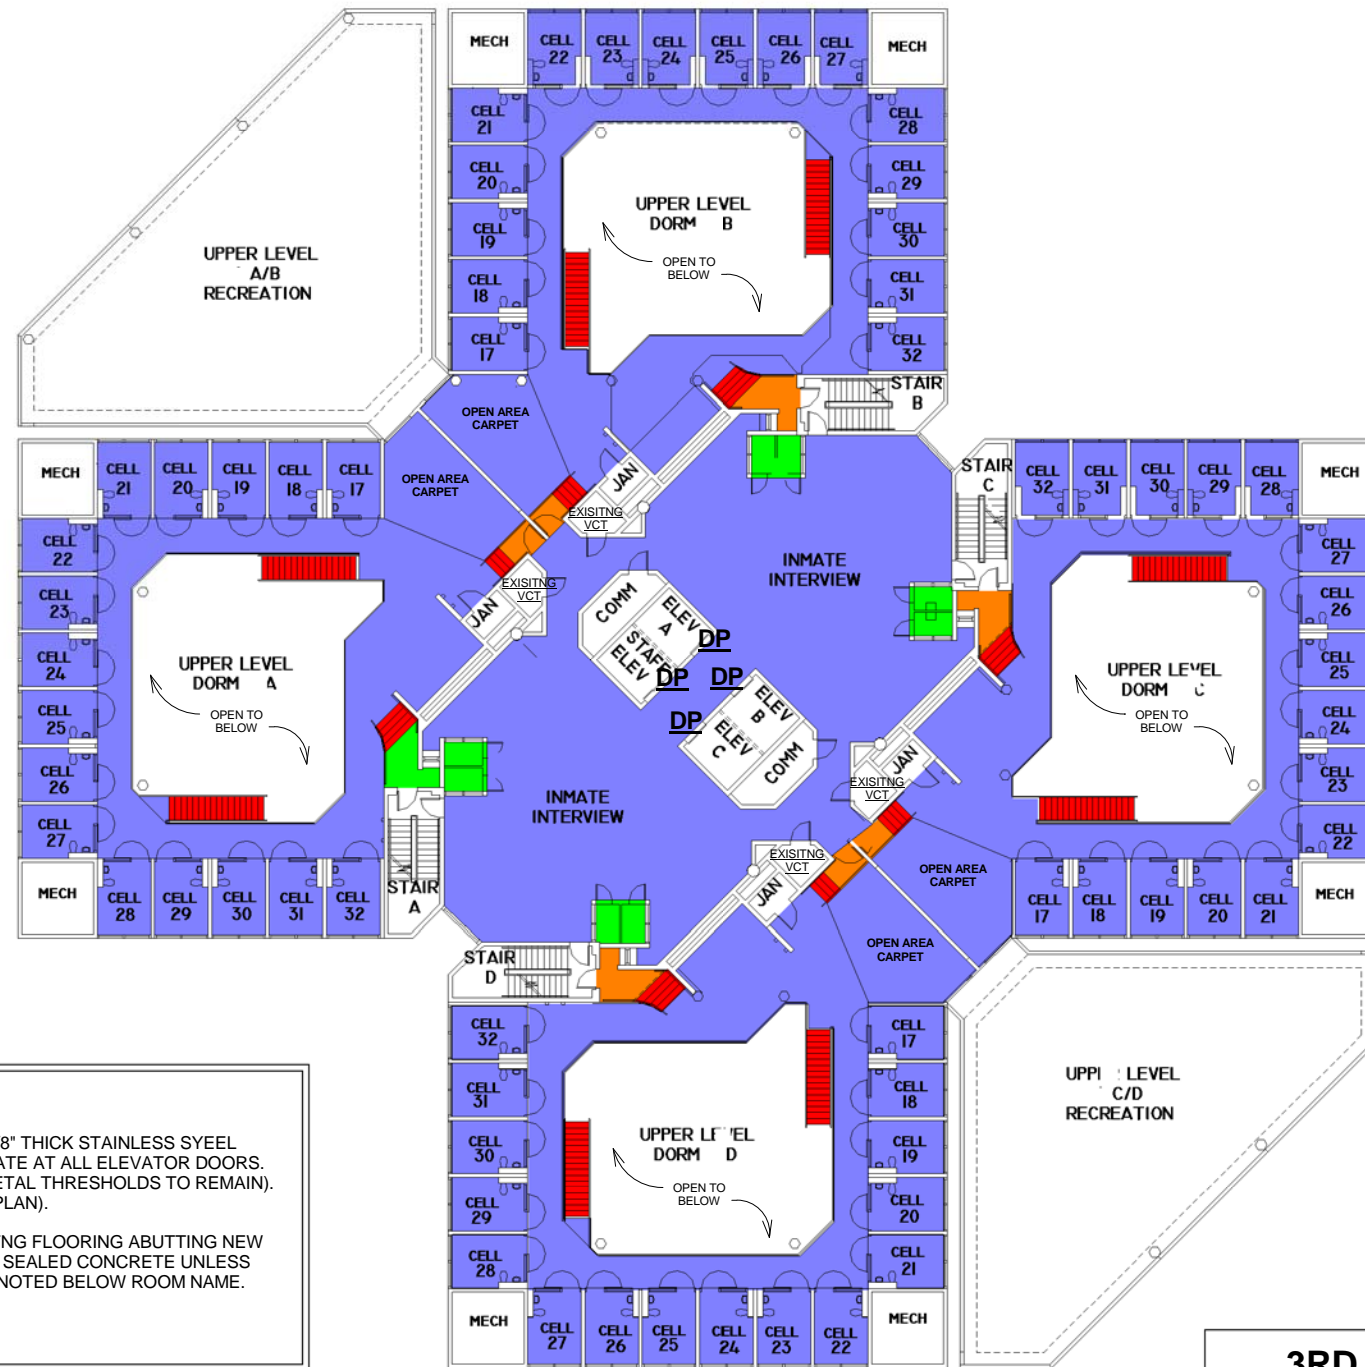 MECH
CELL
22
CELL
23
CELL
24
CELL
25
CELL
26
CELL
27
MECH
CELL
21
CELL
20
CELL
19
CELL
18
CELL
17
CELL
28
CELL
29
CELL
30
CELL
31
CELL
32
UPPER LEVEL
DORM B
OPEN TO
BELOW
UPPER LEVEL
A/B
RECREATION
STAIR
B
OPEN AREA
CARPET
OPEN AREA
CARPET
JAN
EXISITNG
VCT
EXISITNG
VCT
JAN
MECH
CELL
21
CELL
20
CELL
19
CELL
18
CELL
17
CELL
22
CELL
23
CELL
24
CELL
25
CELL
26
CELL
27
MECH
CELL
28
CELL
29
CELL
30
CELL
31
CELL
32
UPPER LEVEL
DORM A
OPEN TO
BELOW
STAIR
A
INMATE
INTERVIEW
COMM
ELEV
A
STAFF
ELEV
DP
DP
DP
DP
ELEV
B
ELEV
C
COMM
INMATE
INTERVIEW
STAIR
C
CELL
32
CELL
31
CELL
30
CELL
29
CELL
28
MECH
CELL
27
CELL
26
CELL
25
CELL
24
CELL
23
CELL
22
MECH
CELL
17
CELL
18
CELL
19
CELL
20
CELL
21
UPPER LEVEL
DORM C
OPEN TO
BELOW
JAN
EXISITNG
VCT
EXISITNG
VCT
JAN
OPEN AREA
CARPET
OPEN AREA
CARPET
STAIR
D
CELL
32
CELL
31
CELL
30
CELL
29
CELL
28
MECH
CELL
27
CELL
26
CELL
25
CELL
24
CELL
23
CELL
22
MECH
CELL
17
CELL
18
CELL
19
CELL
20
CELL
21
UPPER LEVEL
DORM D
OPEN TO
BELOW
UPP LEVEL
C/D
RECREATION
8" THICK STAINLESS SYEEL
ATE AT ALL ELEVATOR DOORS.
ETAL THRESHOLDS TO REMAIN).
PLAN).
TNG FLOORING ABUTTING NEW
SEALED CONCRETE UNLESS
NOTED BELOW ROOM NAME.
3RD